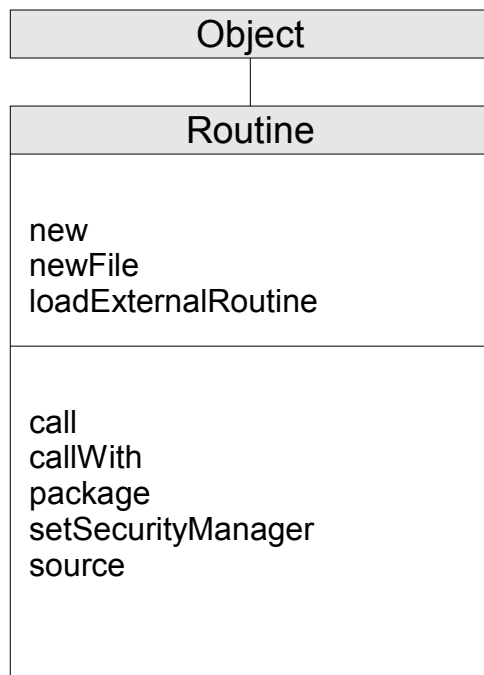 Object
Routine
new
newFile
loadExternalRoutine
call
callWith
package
setSecurityManager
source